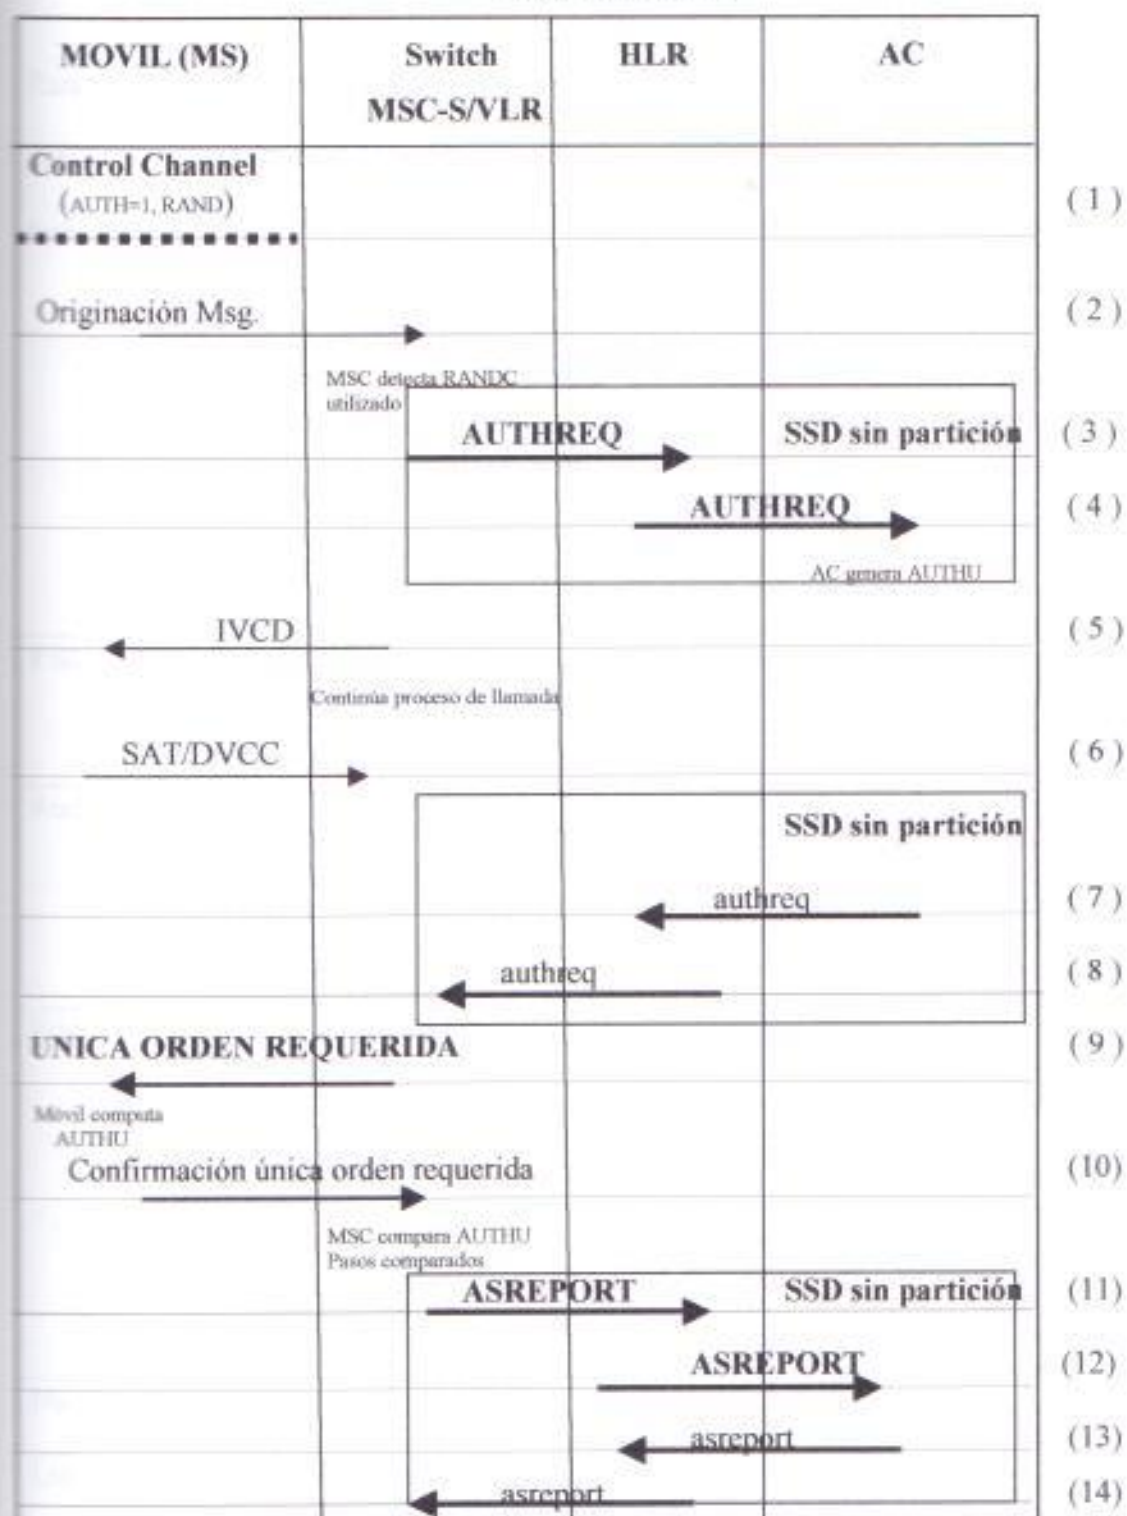 MOVIL (MS)
Switch
MSC-S/VLR
HLR
AC
Control Channel
(AUTH=1, RAND)
(1)
Originación Msg.
(2)
MSC detecta RANDC
utilizado
AUTHREQ
SSD sin partición
(3)
AUTHREQ
(4)
AC genera AUTHU
IVCD
(5)
Continúa proceso de llamada
SAT/DVCC
(6)
SSD sin partición
authreq
(7)
authreq
(8)
UNICA ORDEN REQUERIDA
(9)
Móvil computa
AUTHU
Confirmación única orden requerida
(10)
MSC compara AUTHU
Pasos comparados
ASREPORT
SSD sin partición
(11)
ASREPORT
(12)
asreport
(13)
asreport
(14)